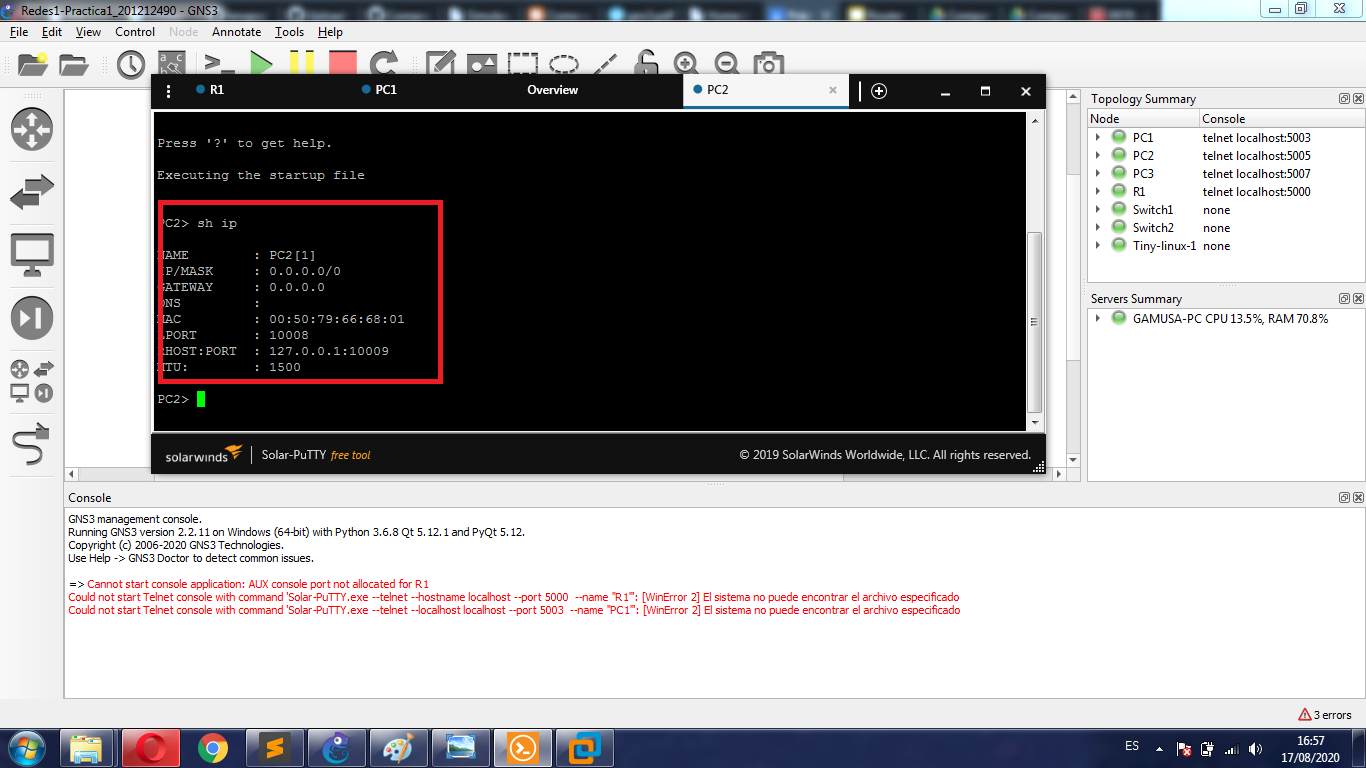 Redes1-Practica1_201212490 - GNS3
File Edit View Control Node Annotate Tools Help
R1 PC1 Overview PC2
Press '?' to get help.
Executing the startup file
PC2> sh ip
NAME : PC2[1]
IP/MASK : 0.0.0.0/0
GATEWAY : 0.0.0.0
DNS :
MAC : 00:50:79:66:68:01
LPORT : 10008
RHOST:PORT : 127.0.0.1:10009
MTU: : 1500
PC2>
solarwinds Solar-PuTTY free tool © 2019 SolarWinds Worldwide, LLC. All rights reserved.
Topology Summary
Node Console
PC1 telnet localhost:5003
PC2 telnet localhost:5005
PC3 telnet localhost:5007
R1 telnet localhost:5000
Switch1 none
Switch2 none
Tiny-linux-1 none
Servers Summary
GAMUSA-PC CPU 13.5%, RAM 70.8%
Console
GNS3 management console.
Running GNS3 version 2.2.11 on Windows (64-bit) with Python 3.6.8 Qt 5.12.1 and PyQt 5.12.
Copyright (c) 2006-2020 GNS3 Technologies.
Use Help -> GNS3 Doctor to detect common issues.
=> Cannot start console application: AUX console port not allocated for R1
Could not start Telnet console with command 'Solar-PuTTY.exe --telnet --hostname localhost --port 5000 --name "R1"': [WinError 2] El sistema no puede encontrar el archivo especificado
Could not start Telnet console with command 'Solar-PuTTY.exe --telnet --localhost localhost --port 5003 --name "PC1"': [WinError 2] El sistema no puede encontrar el archivo especificado
3 errors
ES
16:57
17/08/2020